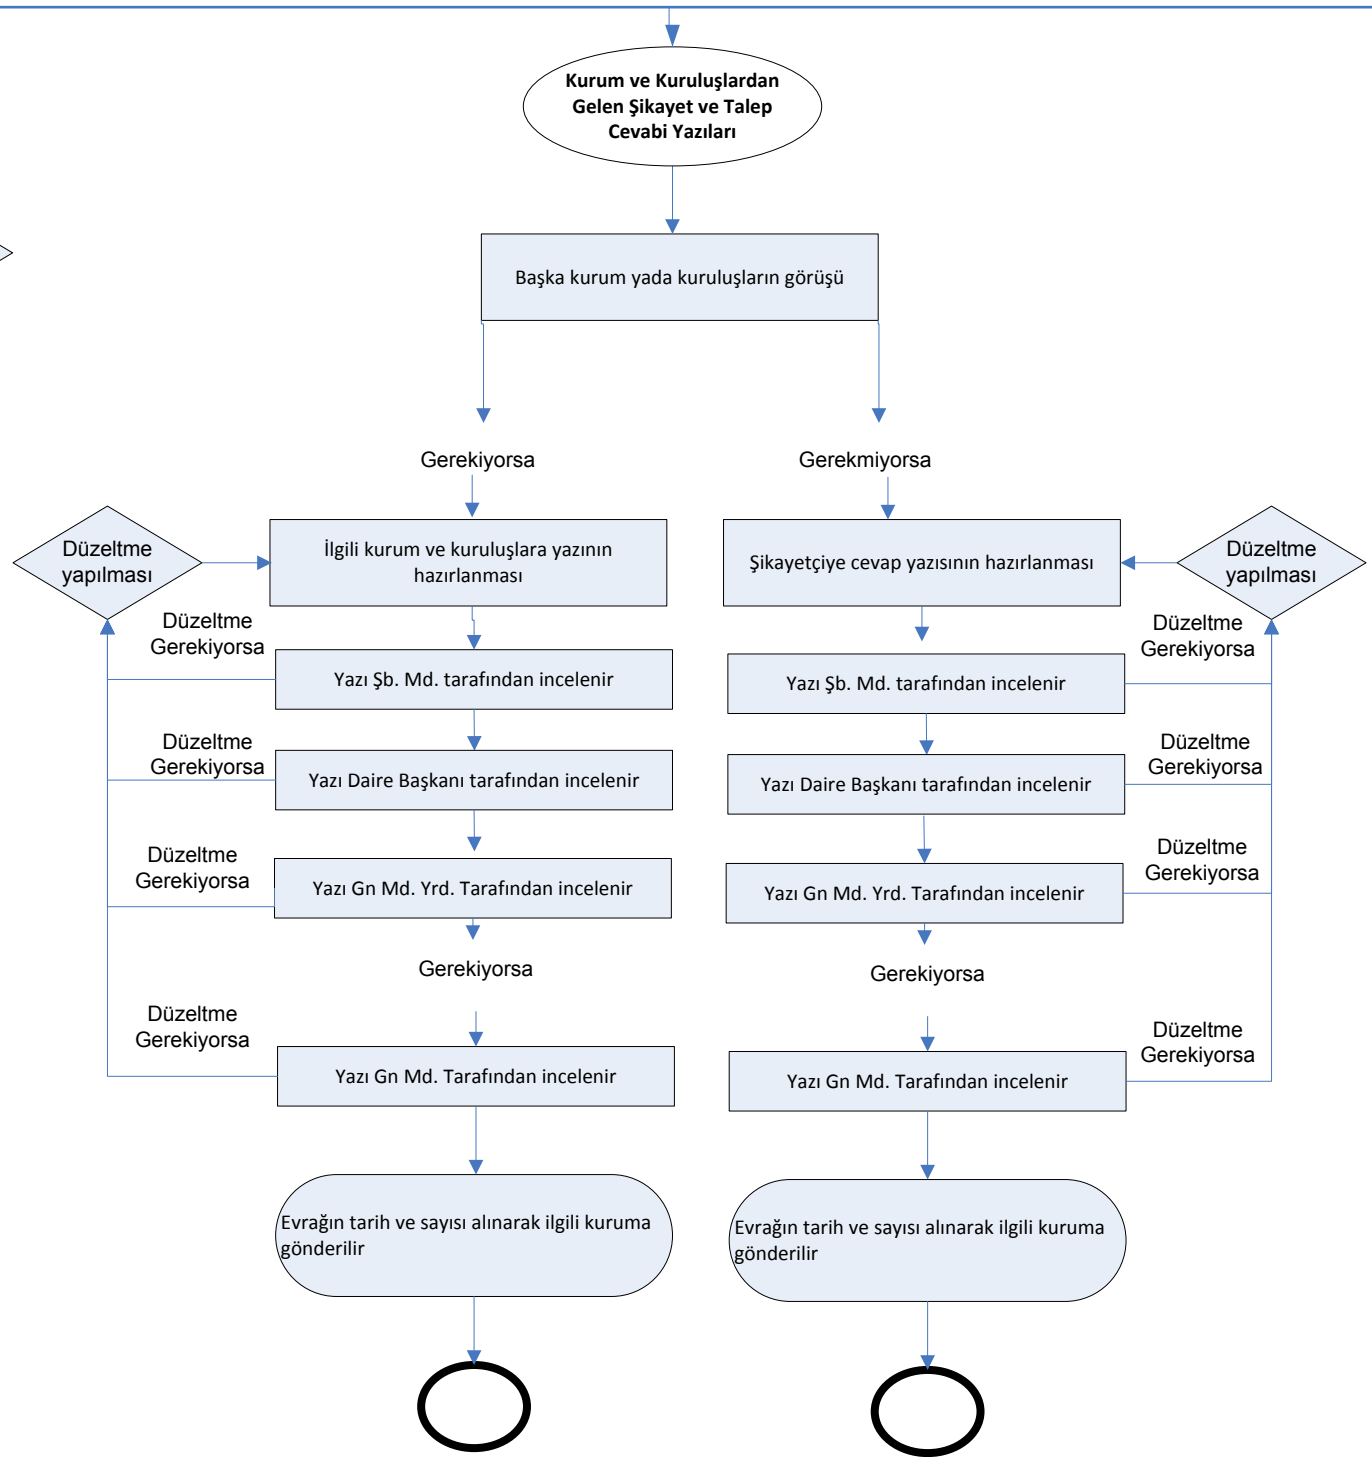 Kurum ve Kuruluşlardan
Gelen Şikayet ve Talep
Cevabi Yazıları
Başka kurum yada kuruluşların görüşü
Gerekiyorsa
Gerekmiyorsa
Düzeltme
yapılması
İlgili kurum ve kuruluşlara yazının
hazırlanması
Şikayetçiye cevap yazısının hazırlanması
Düzeltme
yapılması
Düzeltme
Gerekiyorsa
Yazı Şb. Md. tarafından incelenir
Yazı Şb. Md. tarafından incelenir
Düzeltme
Gerekiyorsa
Düzeltme
Gerekiyorsa
Yazı Daire Başkanı tarafından incelenir
Yazı Daire Başkanı tarafından incelenir
Düzeltme
Gerekiyorsa
Düzeltme
Gerekiyorsa
Yazı Gn Md. Yrd. Tarafından incelenir
Yazı Gn Md. Yrd. Tarafından incelenir
Düzeltme
Gerekiyorsa
Gerekiyorsa
Gerekiyorsa
Düzeltme
Gerekiyorsa
Yazı Gn Md. Tarafından incelenir
Yazı Gn Md. Tarafından incelenir
Düzeltme
Gerekiyorsa
Evrağın tarih ve sayısı alınarak ilgili kuruma
gönderilir
Evrağın tarih ve sayısı alınarak ilgili kuruma
gönderilir